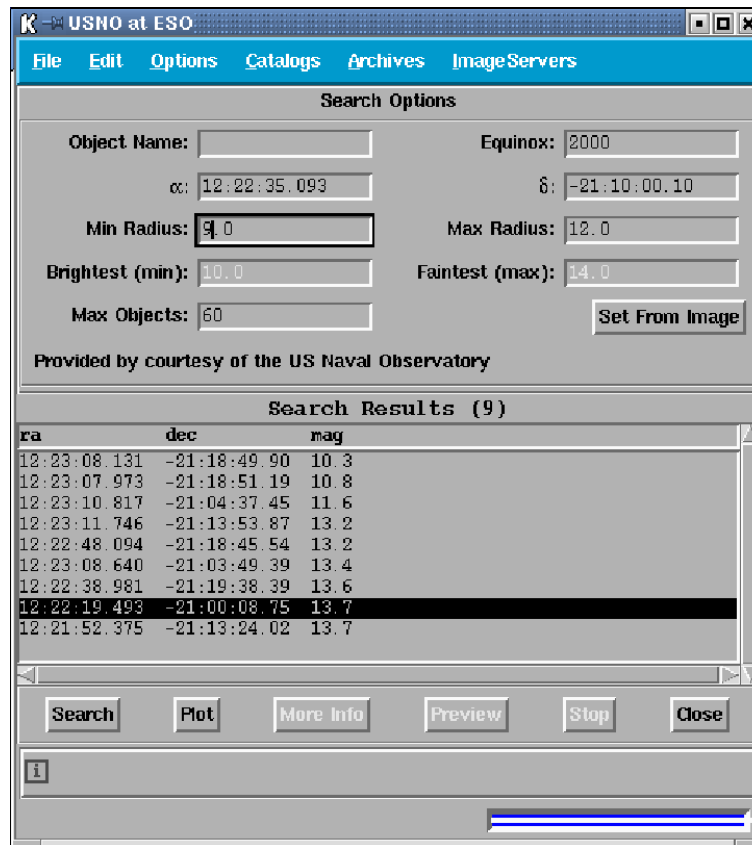 USNO at ESO
File Edit Options Catalogs Archives ImageServers
Search Options
Object Name: Equinox: 2000
α: 12:22:35.093 δ: -21:10:00.10
Min Radius: 9.0 Max Radius: 12.0
Brightest (min): 10.0 Faintest (max): 14.0
Max Objects: 60 Set From Image
Provided by courtesy of the US Naval Observatory
Search Results (9)
ra dec mag
12:23:08.131 -21:18:49.90 10.3
12:23:07.973 -21:18:51.19 10.8
12:23:10.817 -21:04:37.45 11.6
12:23:11.746 -21:13:53.87 13.2
12:22:48.094 -21:18:45.54 13.2
12:23:08.640 -21:03:49.39 13.4
12:22:38.981 -21:19:38.39 13.6
12:22:19.493 -21:00:08.75 13.7
12:21:52.375 -21:13:24.02 13.7
Search Plot More Info Preview Stop Close
i